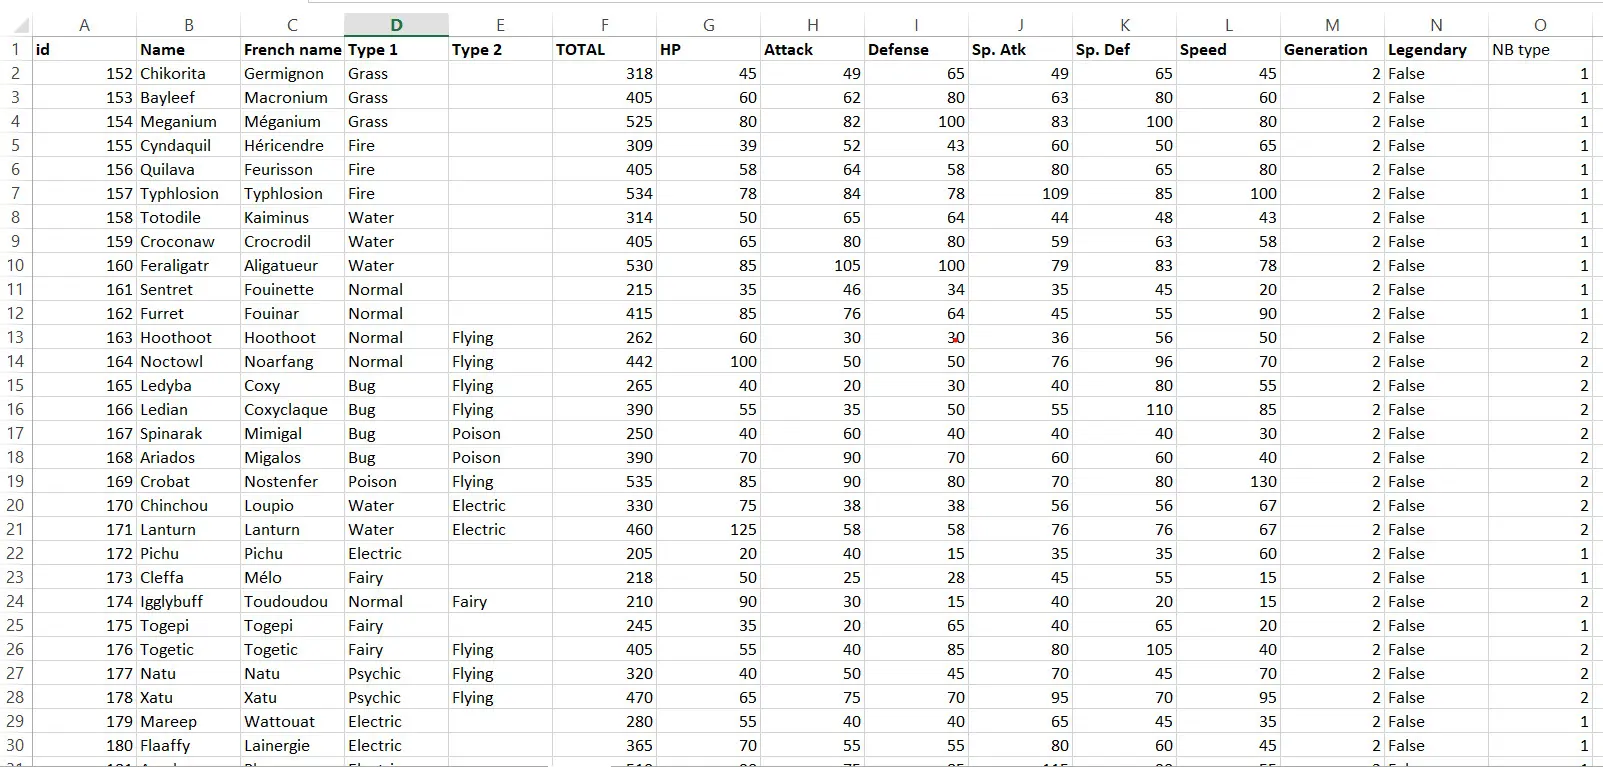 A B C D E F G H I J K L M N O
1 id Name French name Type 1 Type 2 TOTAL HP Attack Defense Sp. Atk Sp. Def Speed Generation Legendary NB type
2 152 Chikorita Germignon Grass 318 45 49 65 49 65 45 2 False 1
3 153 Bayleef Macronium Grass 405 60 62 80 63 80 60 2 False 1
4 154 Meganium Méganium Grass 525 80 82 100 83 100 80 2 False 1
5 155 Cyndaquil Héricendre Fire 309 39 52 43 60 50 65 2 False 1
6 156 Quilava Feurisson Fire 405 58 64 58 80 65 80 2 False 1
7 157 Typhlosion Typhlosion Fire 534 78 84 78 109 85 100 2 False 1
8 158 Totodile Kaiminus Water 314 50 65 64 44 48 43 2 False 1
9 159 Croconaw Crocrodil Water 405 65 80 80 59 63 58 2 False 1
10 160 Feraligatr Aligatueur Water 530 85 105 100 79 83 78 2 False 1
11 161 Sentret Fouinette Normal 215 35 46 34 35 45 20 2 False 1
12 162 Furret Fouinar Normal 415 85 76 64 45 55 90 2 False 1
13 163 Hoothoot Hoothoot Normal Flying 262 60 30 30 36 56 50 2 False 2
14 164 Noctowl Noarfang Normal Flying 442 100 50 50 76 96 70 2 False 2
15 165 Ledyba Coxy Bug Flying 265 40 20 30 40 80 55 2 False 2
16 166 Ledian Coxyclaque Bug Flying 390 55 35 50 55 110 85 2 False 2
17 167 Spinarak Mimigal Bug Poison 250 40 60 40 40 40 30 2 False 2
18 168 Ariados Migalos Bug Poison 390 70 90 70 60 60 40 2 False 2
19 169 Crobat Nostenfer Poison Flying 535 85 90 80 70 80 130 2 False 2
20 170 Chinchou Loupio Water Electric 330 75 38 38 56 56 67 2 False 2
21 171 Lanturn Lanturn Water Electric 460 125 58 58 76 76 67 2 False 2
22 172 Pichu Pichu Electric 205 20 40 15 35 35 60 2 False 1
23 173 Cleffa Mélo Fairy 218 50 25 28 45 55 15 2 False 1
24 174 Igglybuff Toudoudou Normal Fairy 210 90 30 15 40 20 15 2 False 2
25 175 Togepi Togepi Fairy 245 35 20 65 40 65 20 2 False 1
26 176 Togetic Togetic Fairy Flying 405 55 40 85 80 105 40 2 False 2
27 177 Natu Natu Psychic Flying 320 40 50 45 70 45 70 2 False 2
28 178 Xatu Xatu Psychic Flying 470 65 75 70 95 70 95 2 False 2
29 179 Mareep Wattouat Electric 280 55 40 40 65 45 35 2 False 1
30 180 Flaaffy Lainergie Electric 365 70 55 55 80 60 45 2 False 1